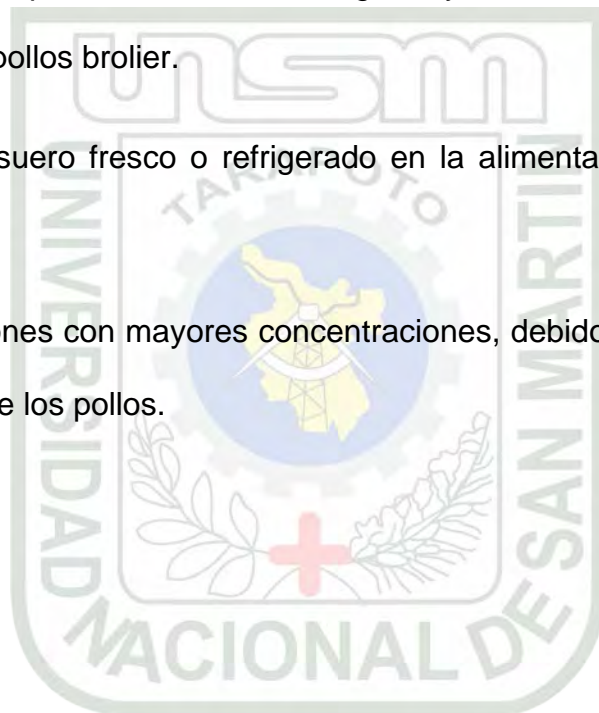 pollos brolier.
suero fresco o refrigerado en la alimenta
ones con mayores concentraciones, debido
e los pollos.
unsm
TARAPOTO
UNIVERSIDAD NACIONAL DE SAN MARTIN